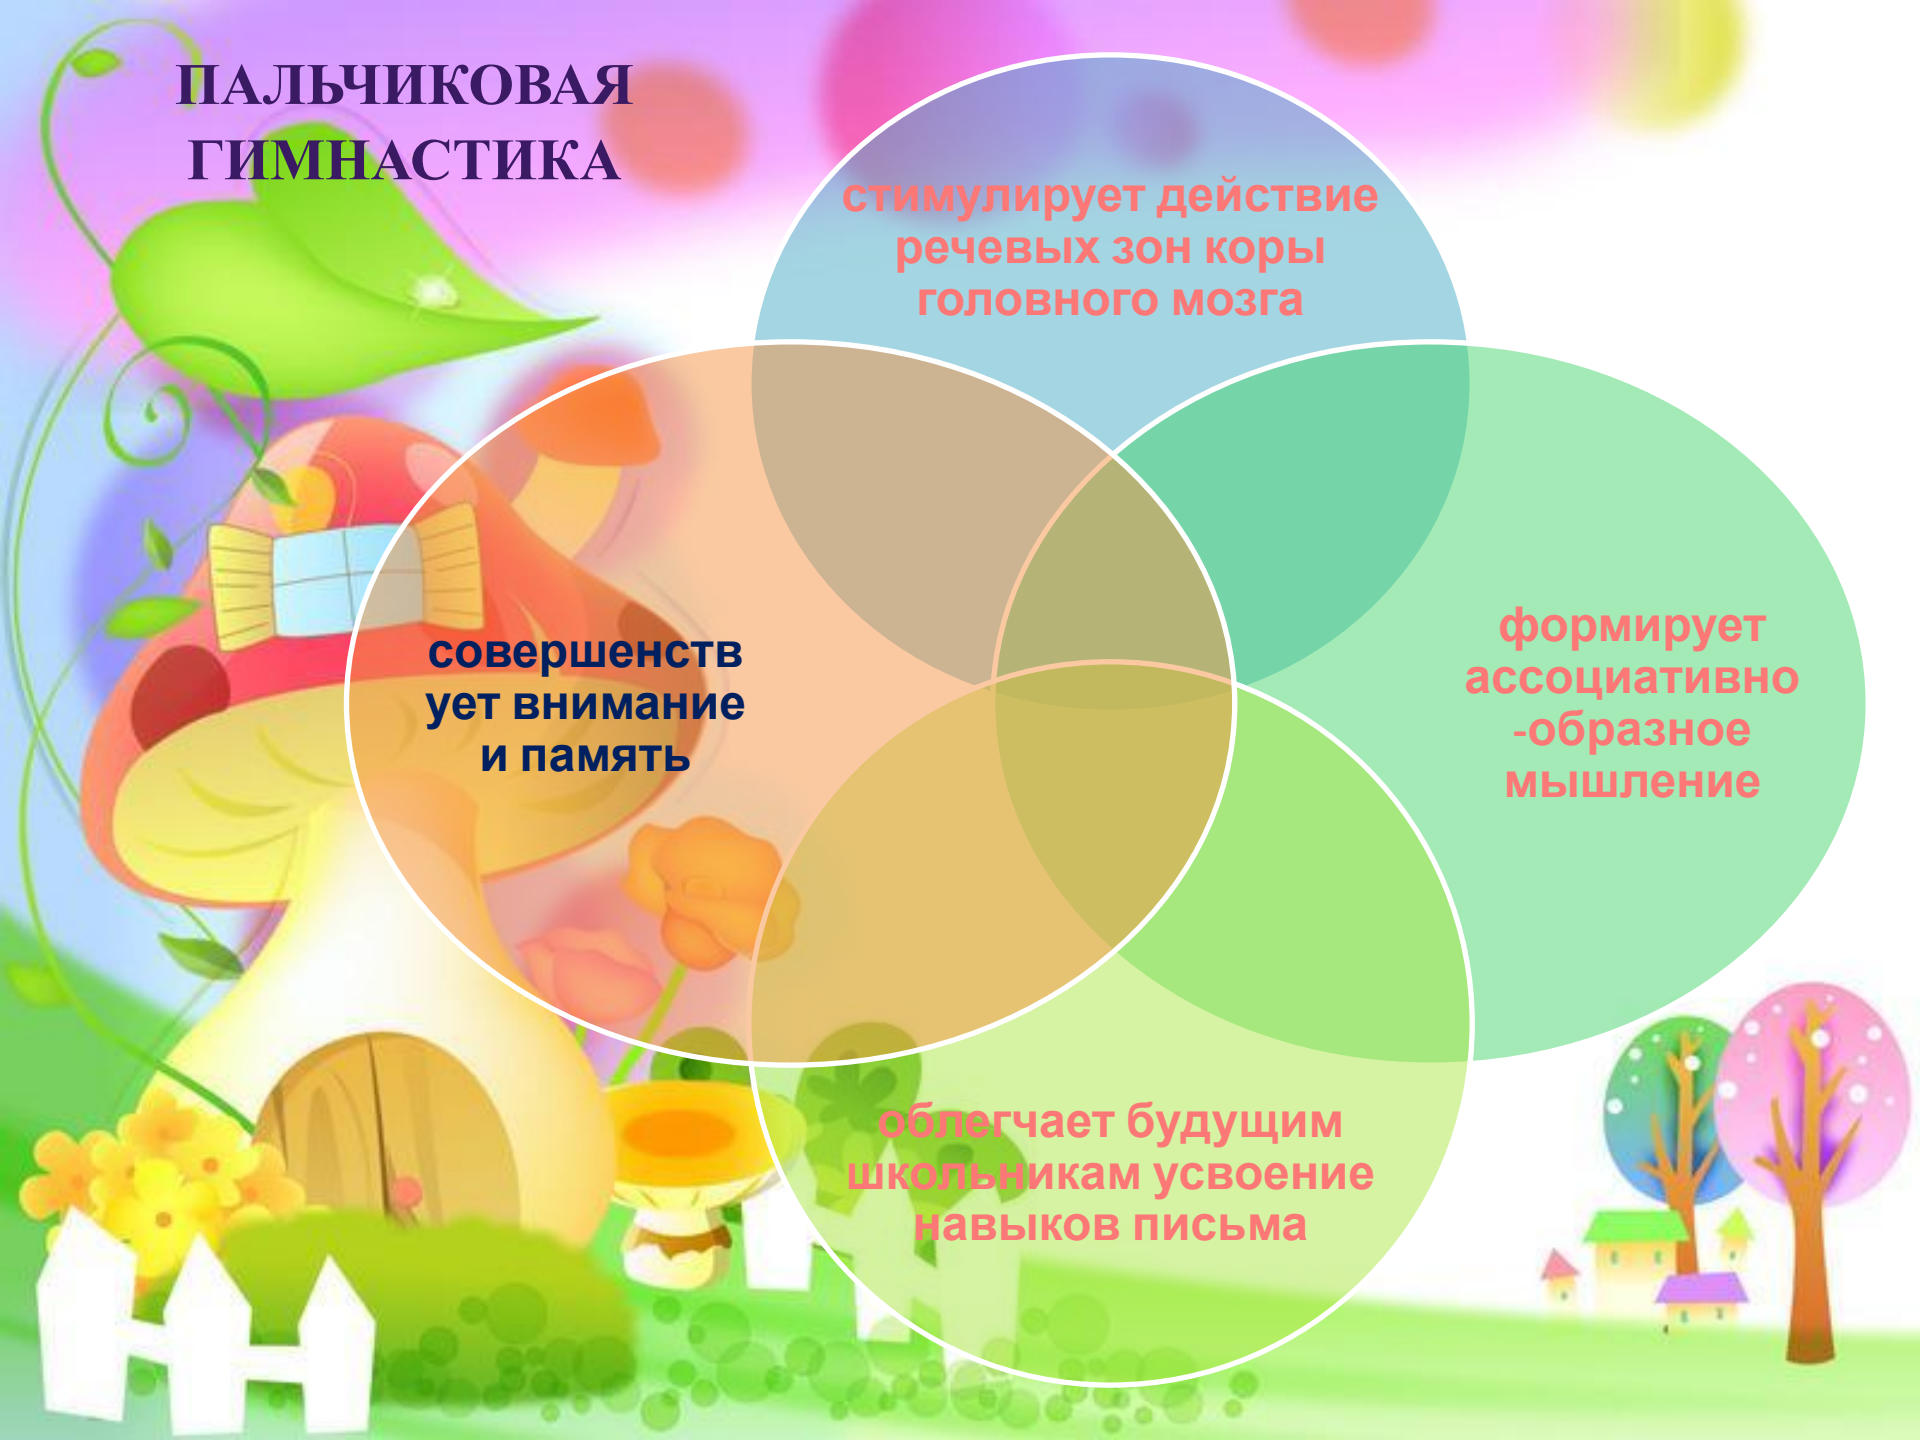 ПАЛЬЧИКОВАЯ
ГИМНАСТИКА
стимулирует действие
речевых зон коры
головного мозга
формирует
ассоциативно
-образное
мышление
облегчает будущим
школьникам усвоение
навыков письма
совершенств
ует внимание
и память